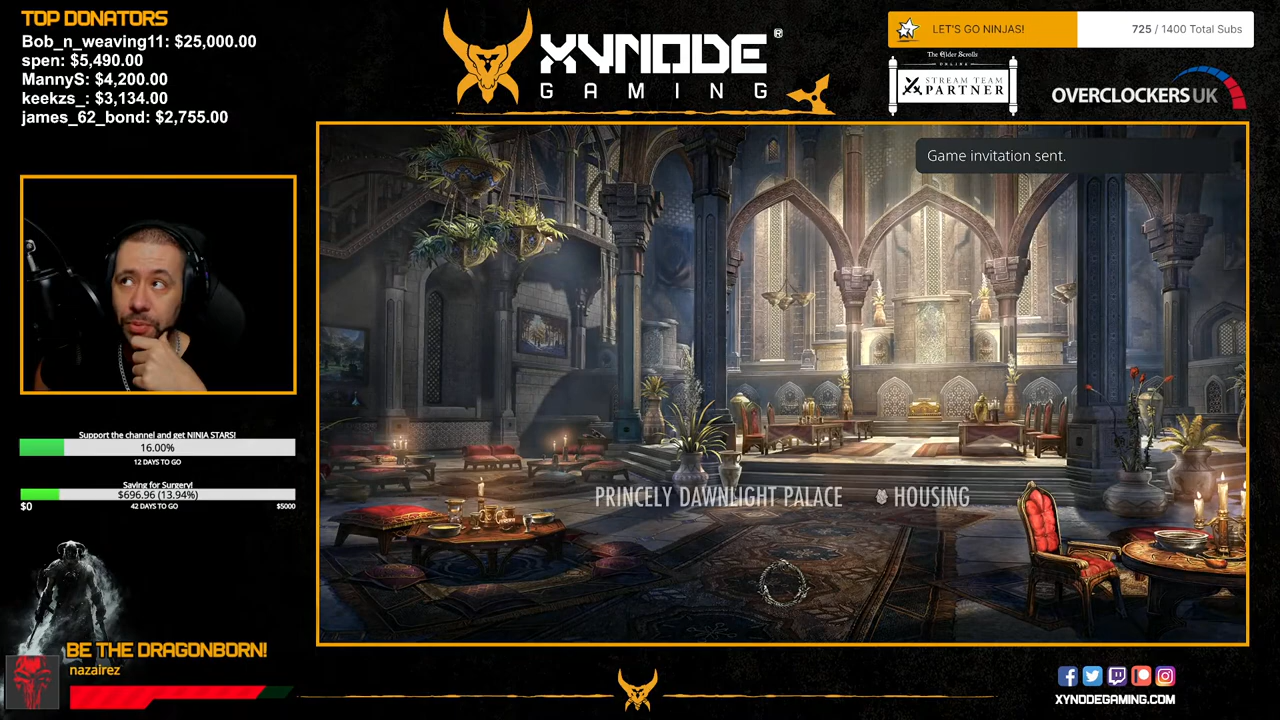 TOP DONATORS
Bob_n_weaving11: $25,000.00
spen: $5,490.00
MannyS: $4,200.00
keekzs_: $3,134.00
james_62_bond: $2,755.00
XYNODE®
GAMING
LET'S GO NINJAS!
725 / 1400 Total Subs
The Elder Scrolls
ONLINE
STREAM TEAM
PARTNER
OVERCLOCKERS UK
Game invitation sent.
Support the channel and get NINJA STARS!
16.00%
12 DAYS TO GO
Saving for Surgery!
$696.96 (13.94%)
$0
42 DAYS TO GO
$5000
PRINCELY DAWNLIGHT PALACE
HOUSING
BE THE DRAGONBORN!
nazairez
XYNODEGAMING.COM